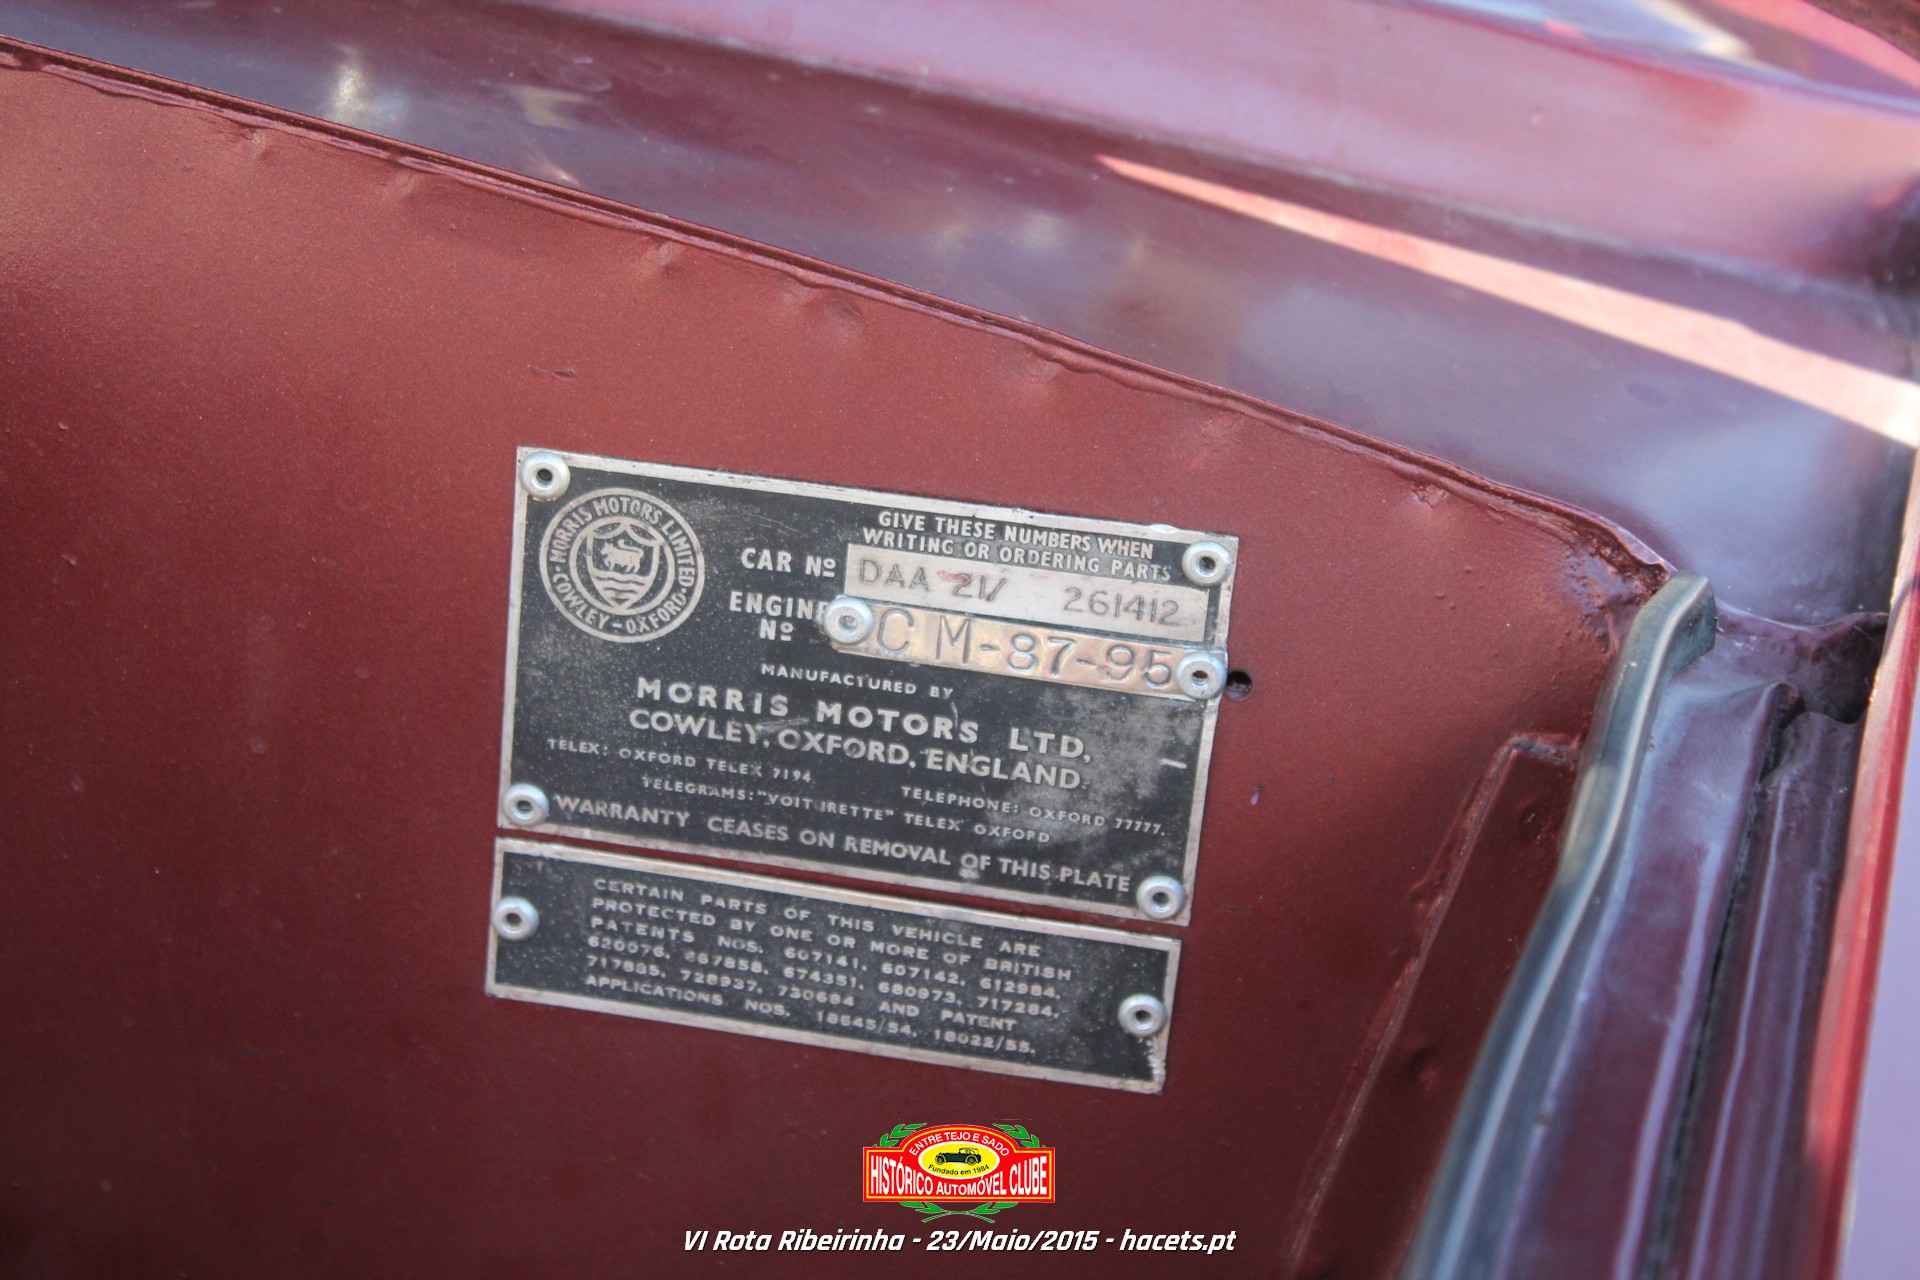 MORRIS MOTORS LIMITED
COWLEY-OXFORD
GIVE THESE NUMBERS WHEN
WRITING OR ORDERING PARTS
CAR Nº DAA 21/ 261412
ENGINE Nº CM-87-95
MANUFACTURED BY
MORRIS MOTORS LTD,
COWLEY, OXFORD, ENGLAND.
TELEX: OXFORD TELEX 7194 TELEPHONE: OXFORD 77777.
TELEGRAMS: "VOITURETTE" TELEX OXFORD
WARRANTY CEASES ON REMOVAL OF THIS PLATE
CERTAIN PARTS OF THIS VEHICLE ARE
PROTECTED BY ONE OR MORE OF BRITISH
PATENTS NOS. 607141, 607142, 612984,
620076, 667858, 674351, 680973, 717284,
717885, 728937, 730684 AND PATENT
APPLICATIONS NOS. 18645/54, 18022/55.
ENTRE TEJO E SADO
Fundado em 1984
HISTÓRICO AUTOMÓVEL CLUBE
VI Rota Ribeirinha - 23/Maio/2015 - hacets.pt